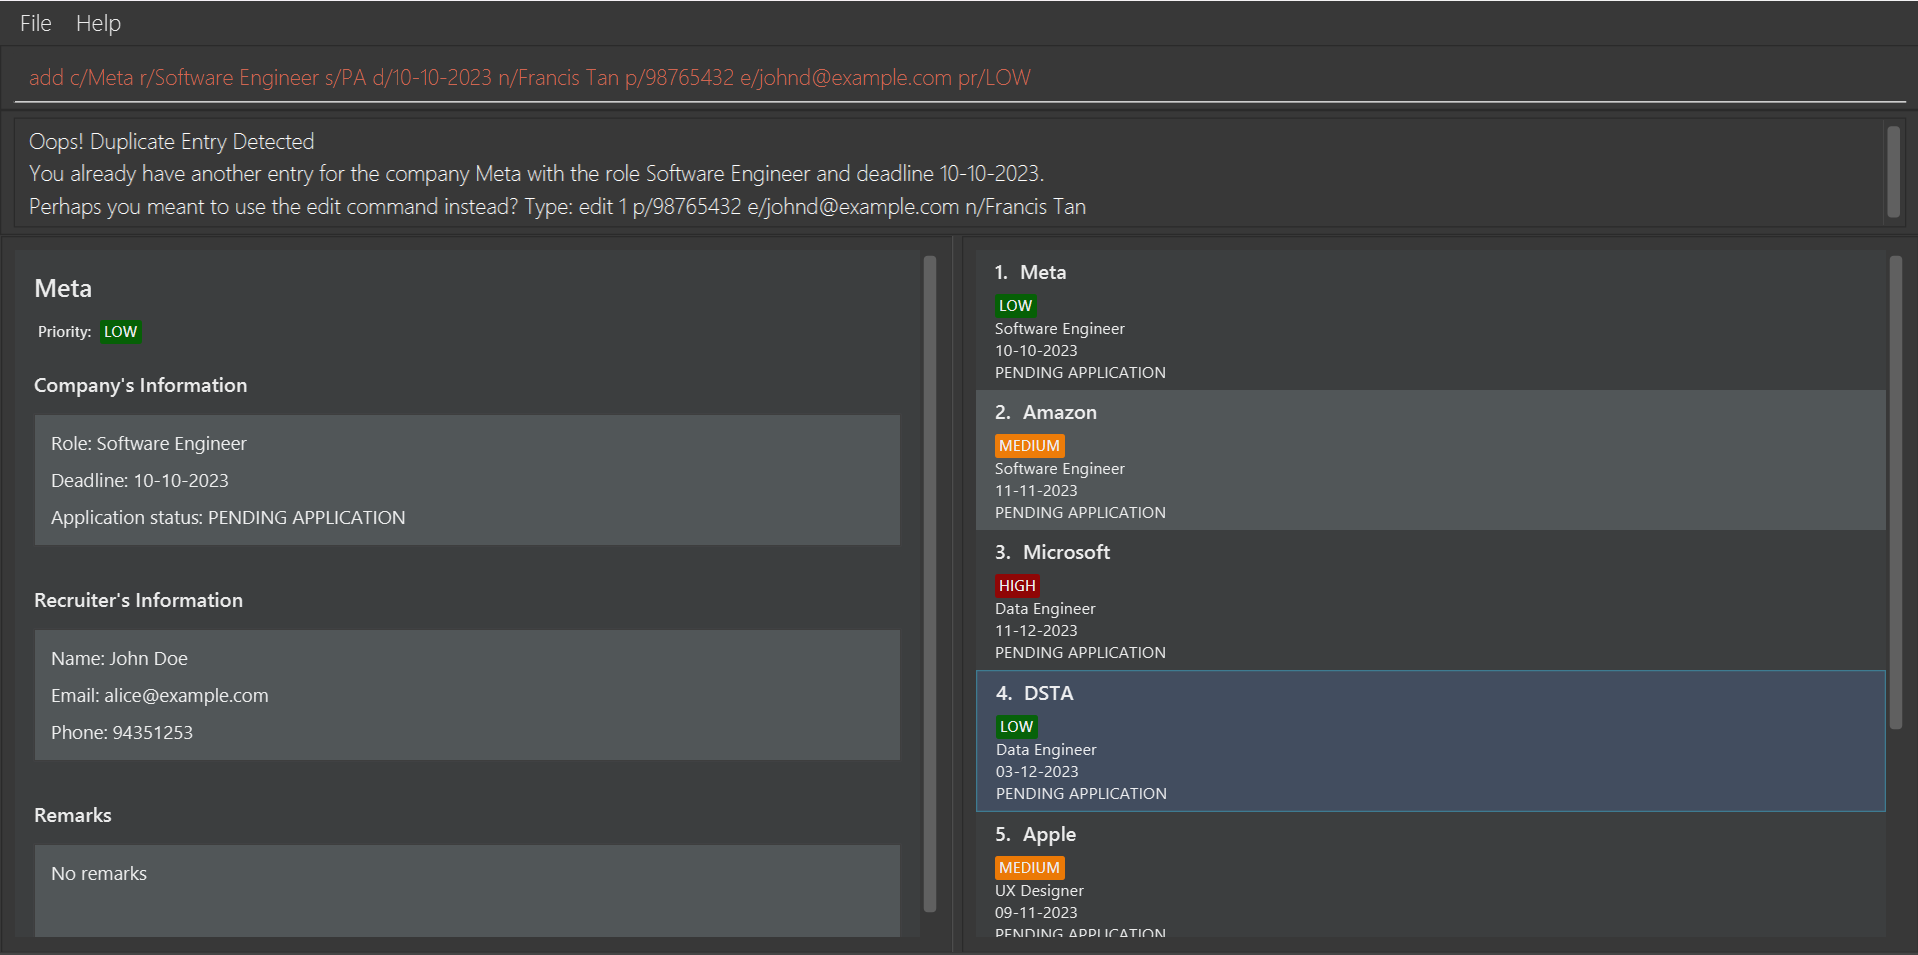 File Help
add c/Meta r/Software Engineer s/PA d/10-10-2023 n/Francis Tan p/98765432 e/johnd@example.com pr/LOW
Oops! Duplicate Entry Detected
You already have another entry for the company Meta with the role Software Engineer and deadline 10-10-2023.
Perhaps you meant to use the edit command instead? Type: edit 1 p/98765432 e/johnd@example.com n/Francis Tan
Meta
Priority: LOW
Company's Information
Role: Software Engineer
Deadline: 10-10-2023
Application status: PENDING APPLICATION
Recruiter's Information
Name: John Doe
Email: alice@example.com
Phone: 94351253
Remarks
No remarks
1. Meta
LOW
Software Engineer
10-10-2023
PENDING APPLICATION
2. Amazon
MEDIUM
Software Engineer
11-11-2023
PENDING APPLICATION
3. Microsoft
HIGH
Data Engineer
11-12-2023
PENDING APPLICATION
4. DSTA
LOW
Data Engineer
03-12-2023
PENDING APPLICATION
5. Apple
MEDIUM
UX Designer
09-11-2023
PENDING APPLICATION